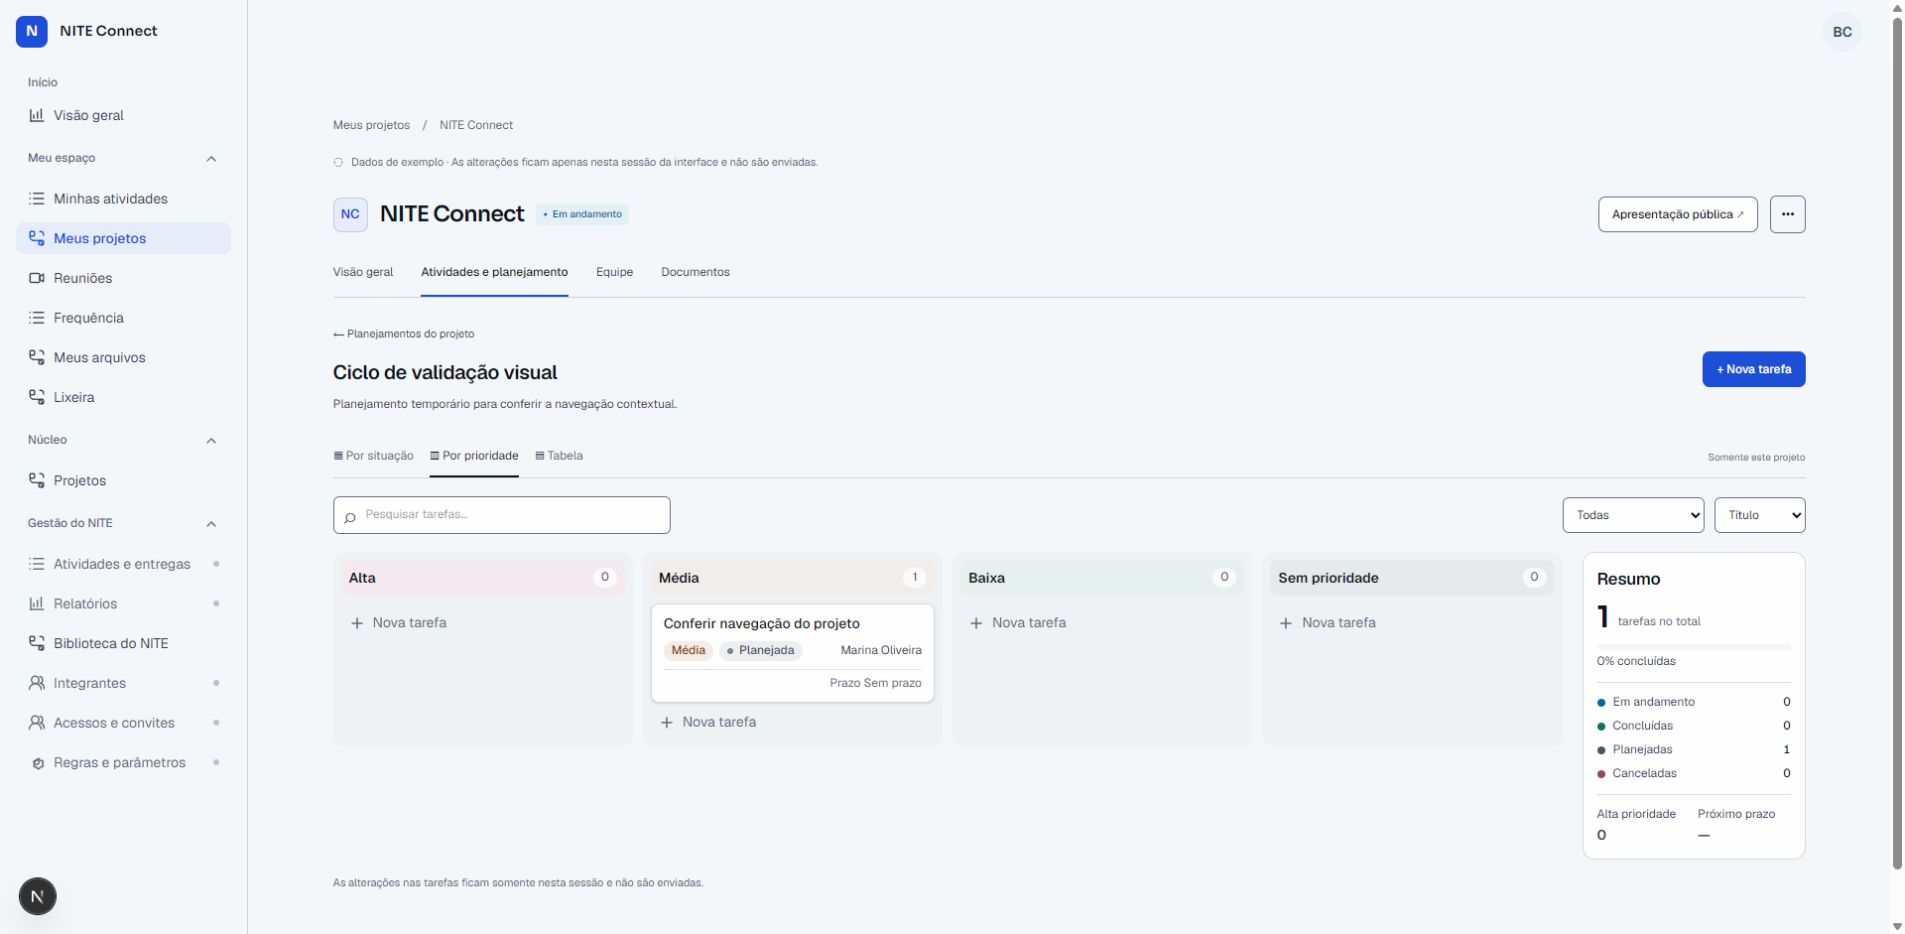 N NITE Connect
BC
Início
Visão geral
Meu espaço
Minhas atividades
Meus projetos
Reuniões
Frequência
Meus arquivos
Lixeira
Núcleo
Projetos
Gestão do NITE
Atividades e entregas
Relatórios
Biblioteca do NITE
Integrantes
Acessos e convites
Regras e parâmetros
N
Meus projetos / NITE Connect
Dados de exemplo · As alterações ficam apenas nesta sessão da interface e não são enviadas.
NC NITE Connect • Em andamento
Apresentação pública ↗ ···
Visão geral Atividades e planejamento Equipe Documentos
← Planejamentos do projeto
Ciclo de validação visual
+ Nova tarefa
Planejamento temporário para conferir a navegação contextual.
Por situação Por prioridade Tabela
Somente este projeto
Pesquisar tarefas...
Todas Título
Alta 0
+ Nova tarefa
Média 1
Conferir navegação do projeto
Média • Planejada Marina Oliveira
Prazo Sem prazo
+ Nova tarefa
Baixa 0
+ Nova tarefa
Sem prioridade 0
+ Nova tarefa
Resumo
1 tarefas no total
0% concluídas
Em andamento 0
Concluídas 0
Planejadas 1
Canceladas 0
Alta prioridade Próximo prazo
0 —
As alterações nas tarefas ficam somente nesta sessão e não são enviadas.